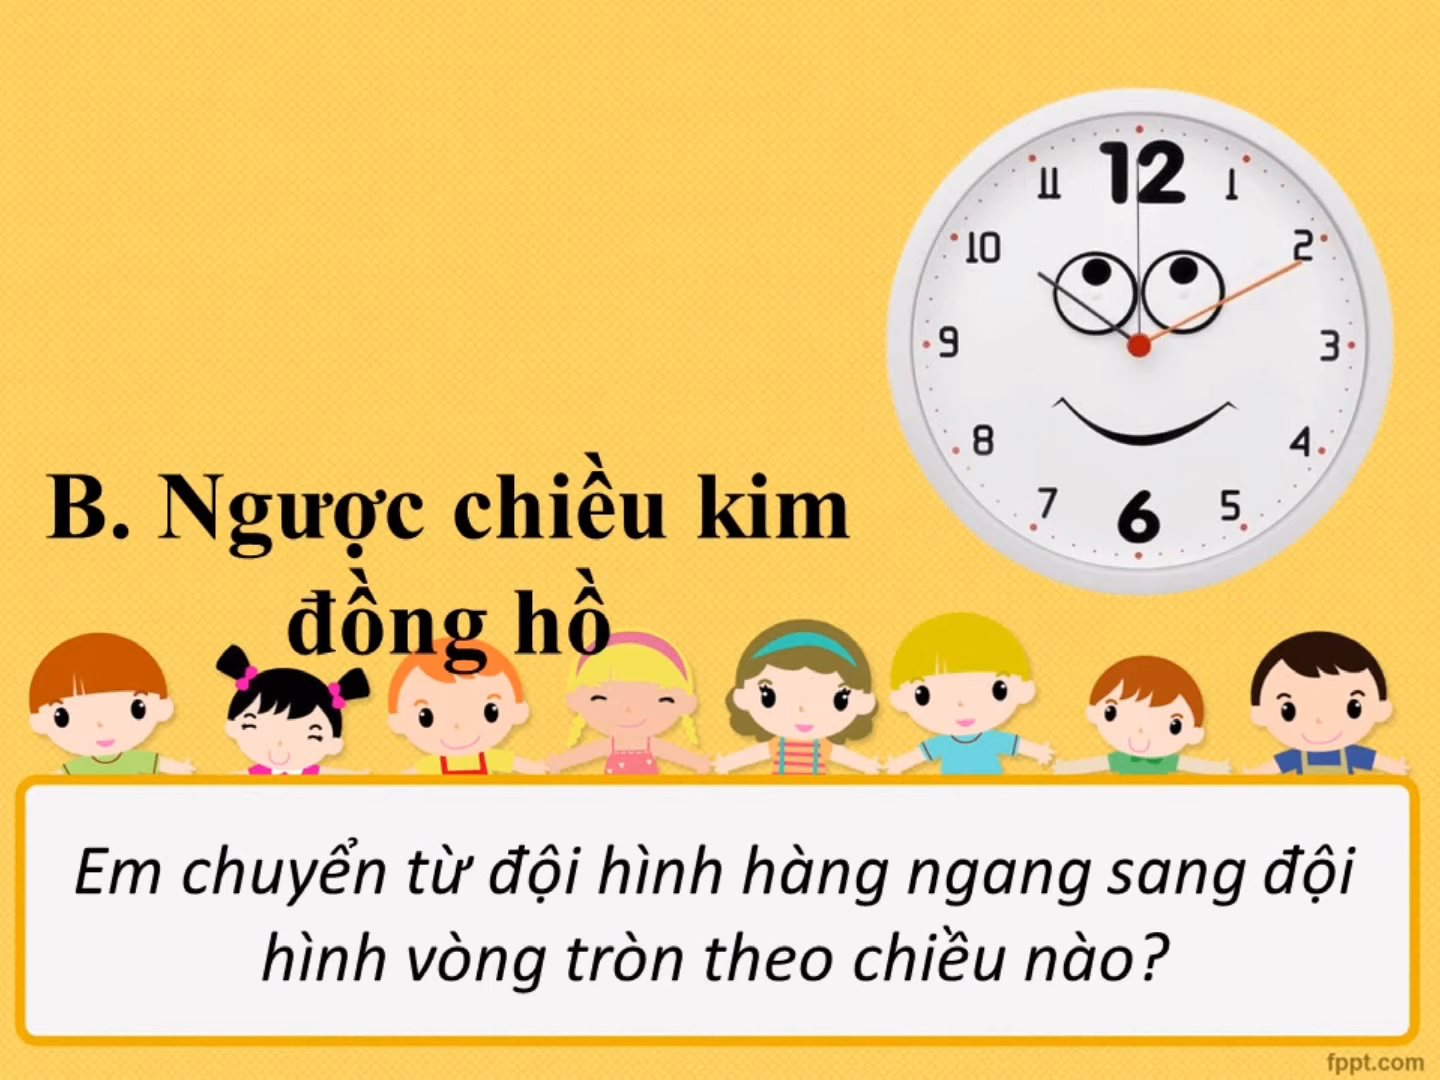 11 12 1
10 2
9 3
8 4
7 6 5
B. Ngược chiều kim
đồng hồ
Em chuyển từ đội hình hàng ngang sang đội
hình vòng tròn theo chiều nào?
fppt.com